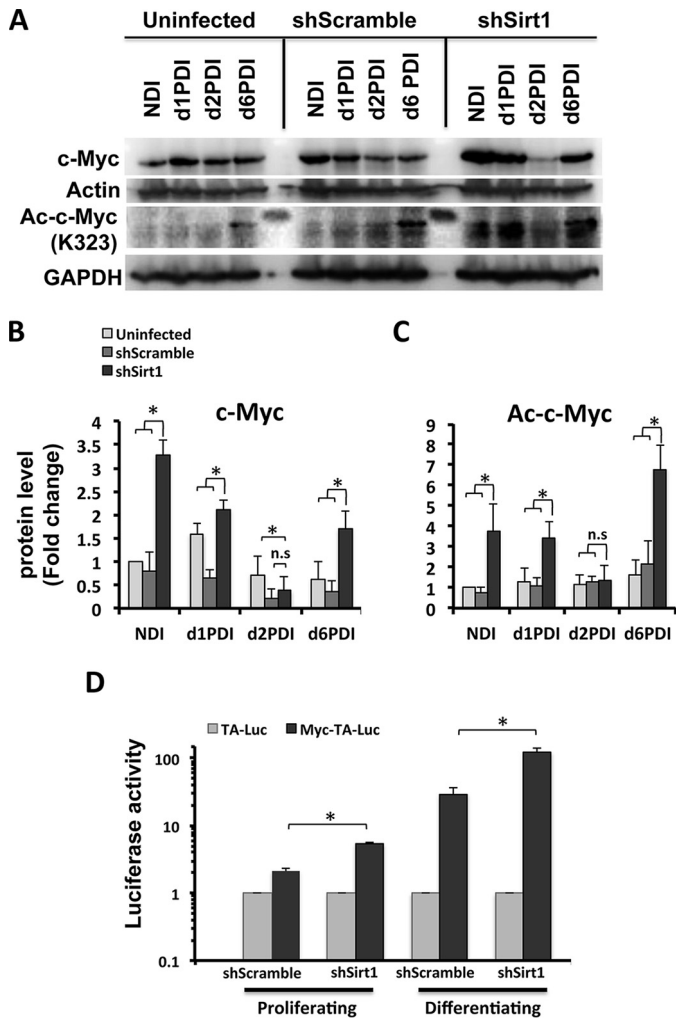 A
Uninfected shScramble shSirt1
NDI d1PDI d2PDI d6PDI NDI d1PDI d2PDI d6 PDI NDI d1PDI d2PDI d6PDI
c-Myc
Actin
Ac-c-Myc
(K323)
GAPDH
B
Uninfected
shScramble
shSirt1
c-Myc
protein level
(Fold change)
4
3.5
3
2.5
2
1.5
1
0.5
0
* * * n.s *
NDI d1PDI d2PDI d6PDI
C
Ac-c-Myc
9
8
7
6
5
4
3
2
1
0
* * n.s *
NDI d1PDI d2PDI d6PDI
D
TA-Luc Myc-TA-Luc
Luciferase activity
100
10
1
0.1
* *
shScramble shSirt1 shScramble shSirt1
Proliferating Differentiating